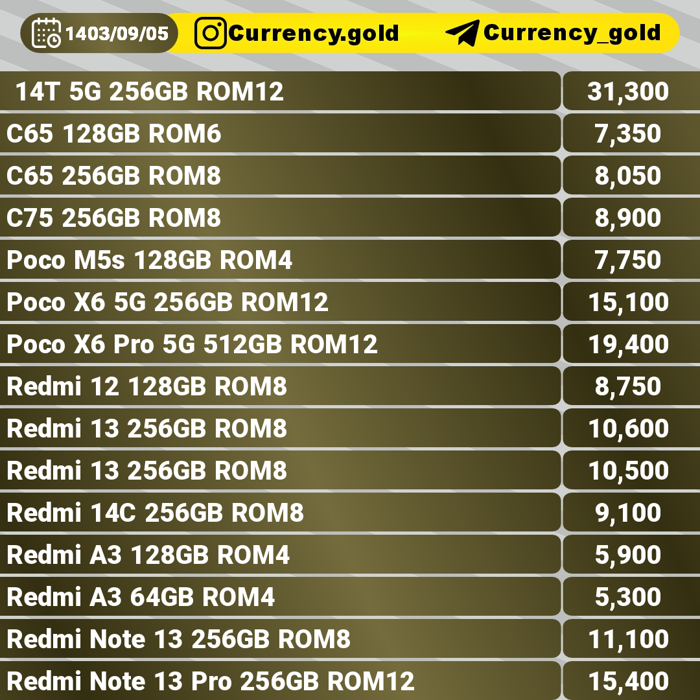 1403/09/05 Currency.gold Currency_gold
14T 5G 256GB ROM12 31,300
C65 128GB ROM6 7,350
C65 256GB ROM8 8,050
C75 256GB ROM8 8,900
Poco M5s 128GB ROM4 7,750
Poco X6 5G 256GB ROM12 15,100
Poco X6 Pro 5G 512GB ROM12 19,400
Redmi 12 128GB ROM8 8,750
Redmi 13 256GB ROM8 10,600
Redmi 13 256GB ROM8 10,500
Redmi 14C 256GB ROM8 9,100
Redmi A3 128GB ROM4 5,900
Redmi A3 64GB ROM4 5,300
Redmi Note 13 256GB ROM8 11,100
Redmi Note 13 Pro 256GB ROM12 15,400